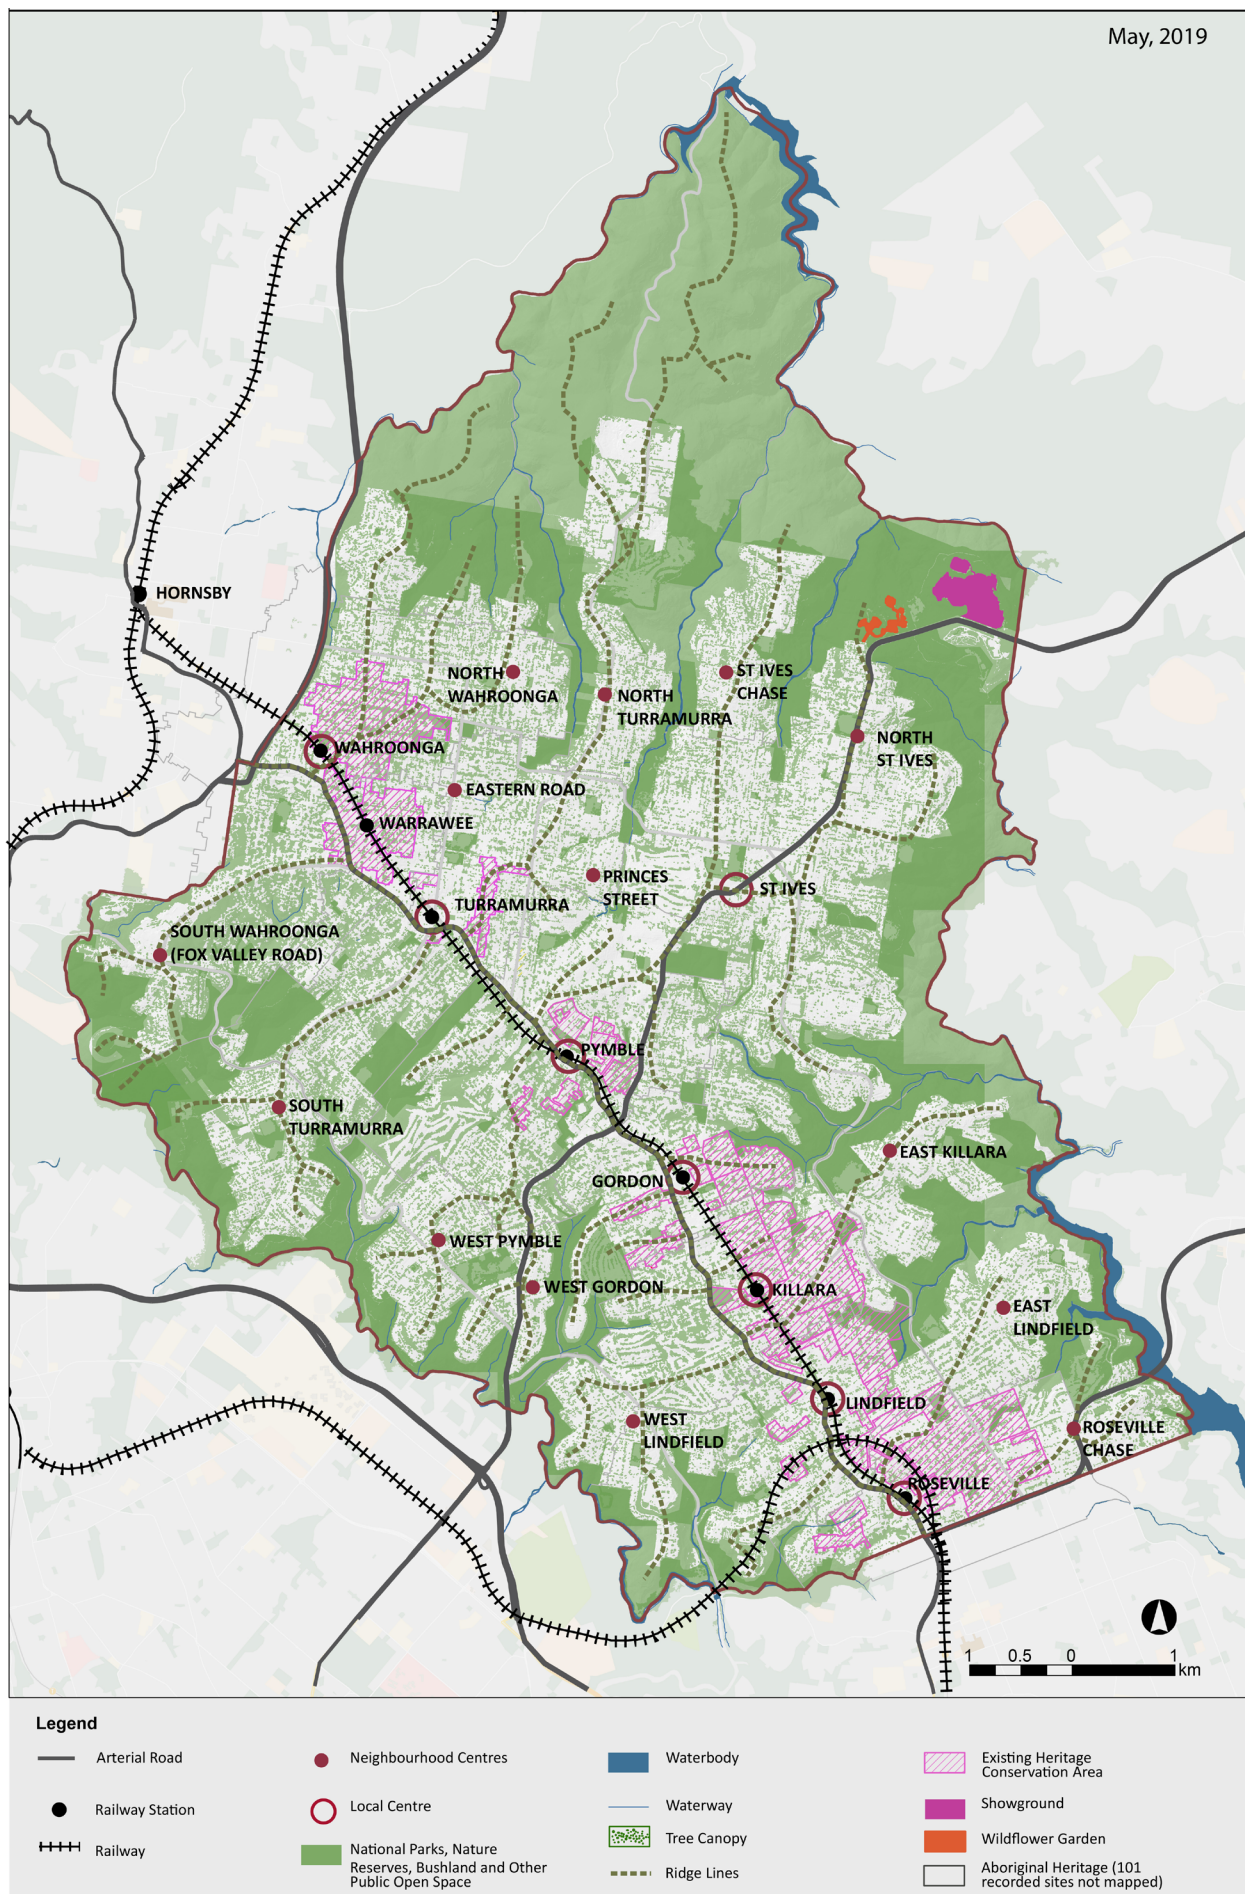 May, 2019
HORNSBY
NORTH
WAHROONGA
ST IVES
CHASE
NORTH
TURRAMURRA
NORTH
ST IVES
WAHROONGA
EASTERN ROAD
WARRAWEE
PRINCES
STREET
ST IVES
TURRAMURRA
SOUTH WAHROONGA
(FOX VALLEY ROAD)
PYMBLE
SOUTH
TURRAMURRA
EAST KILLARA
GORDON
WEST PYMBLE
WEST GORDON
KILLARA
EAST
LINDFIELD
LINDFIELD
WEST
LINDFIELD
ROSEVILLE
CHASE
ROSEVILLE
1 0.5 0 1
km
Legend
Arterial Road
Railway Station
Railway
Neighbourhood Centres
Local Centre
National Parks, Nature
Reserves, Bushland and Other
Public Open Space
Waterbody
Waterway
Tree Canopy
Ridge Lines
Existing Heritage
Conservation Area
Showground
Wildflower Garden
Aboriginal Heritage (101
recorded sites not mapped)